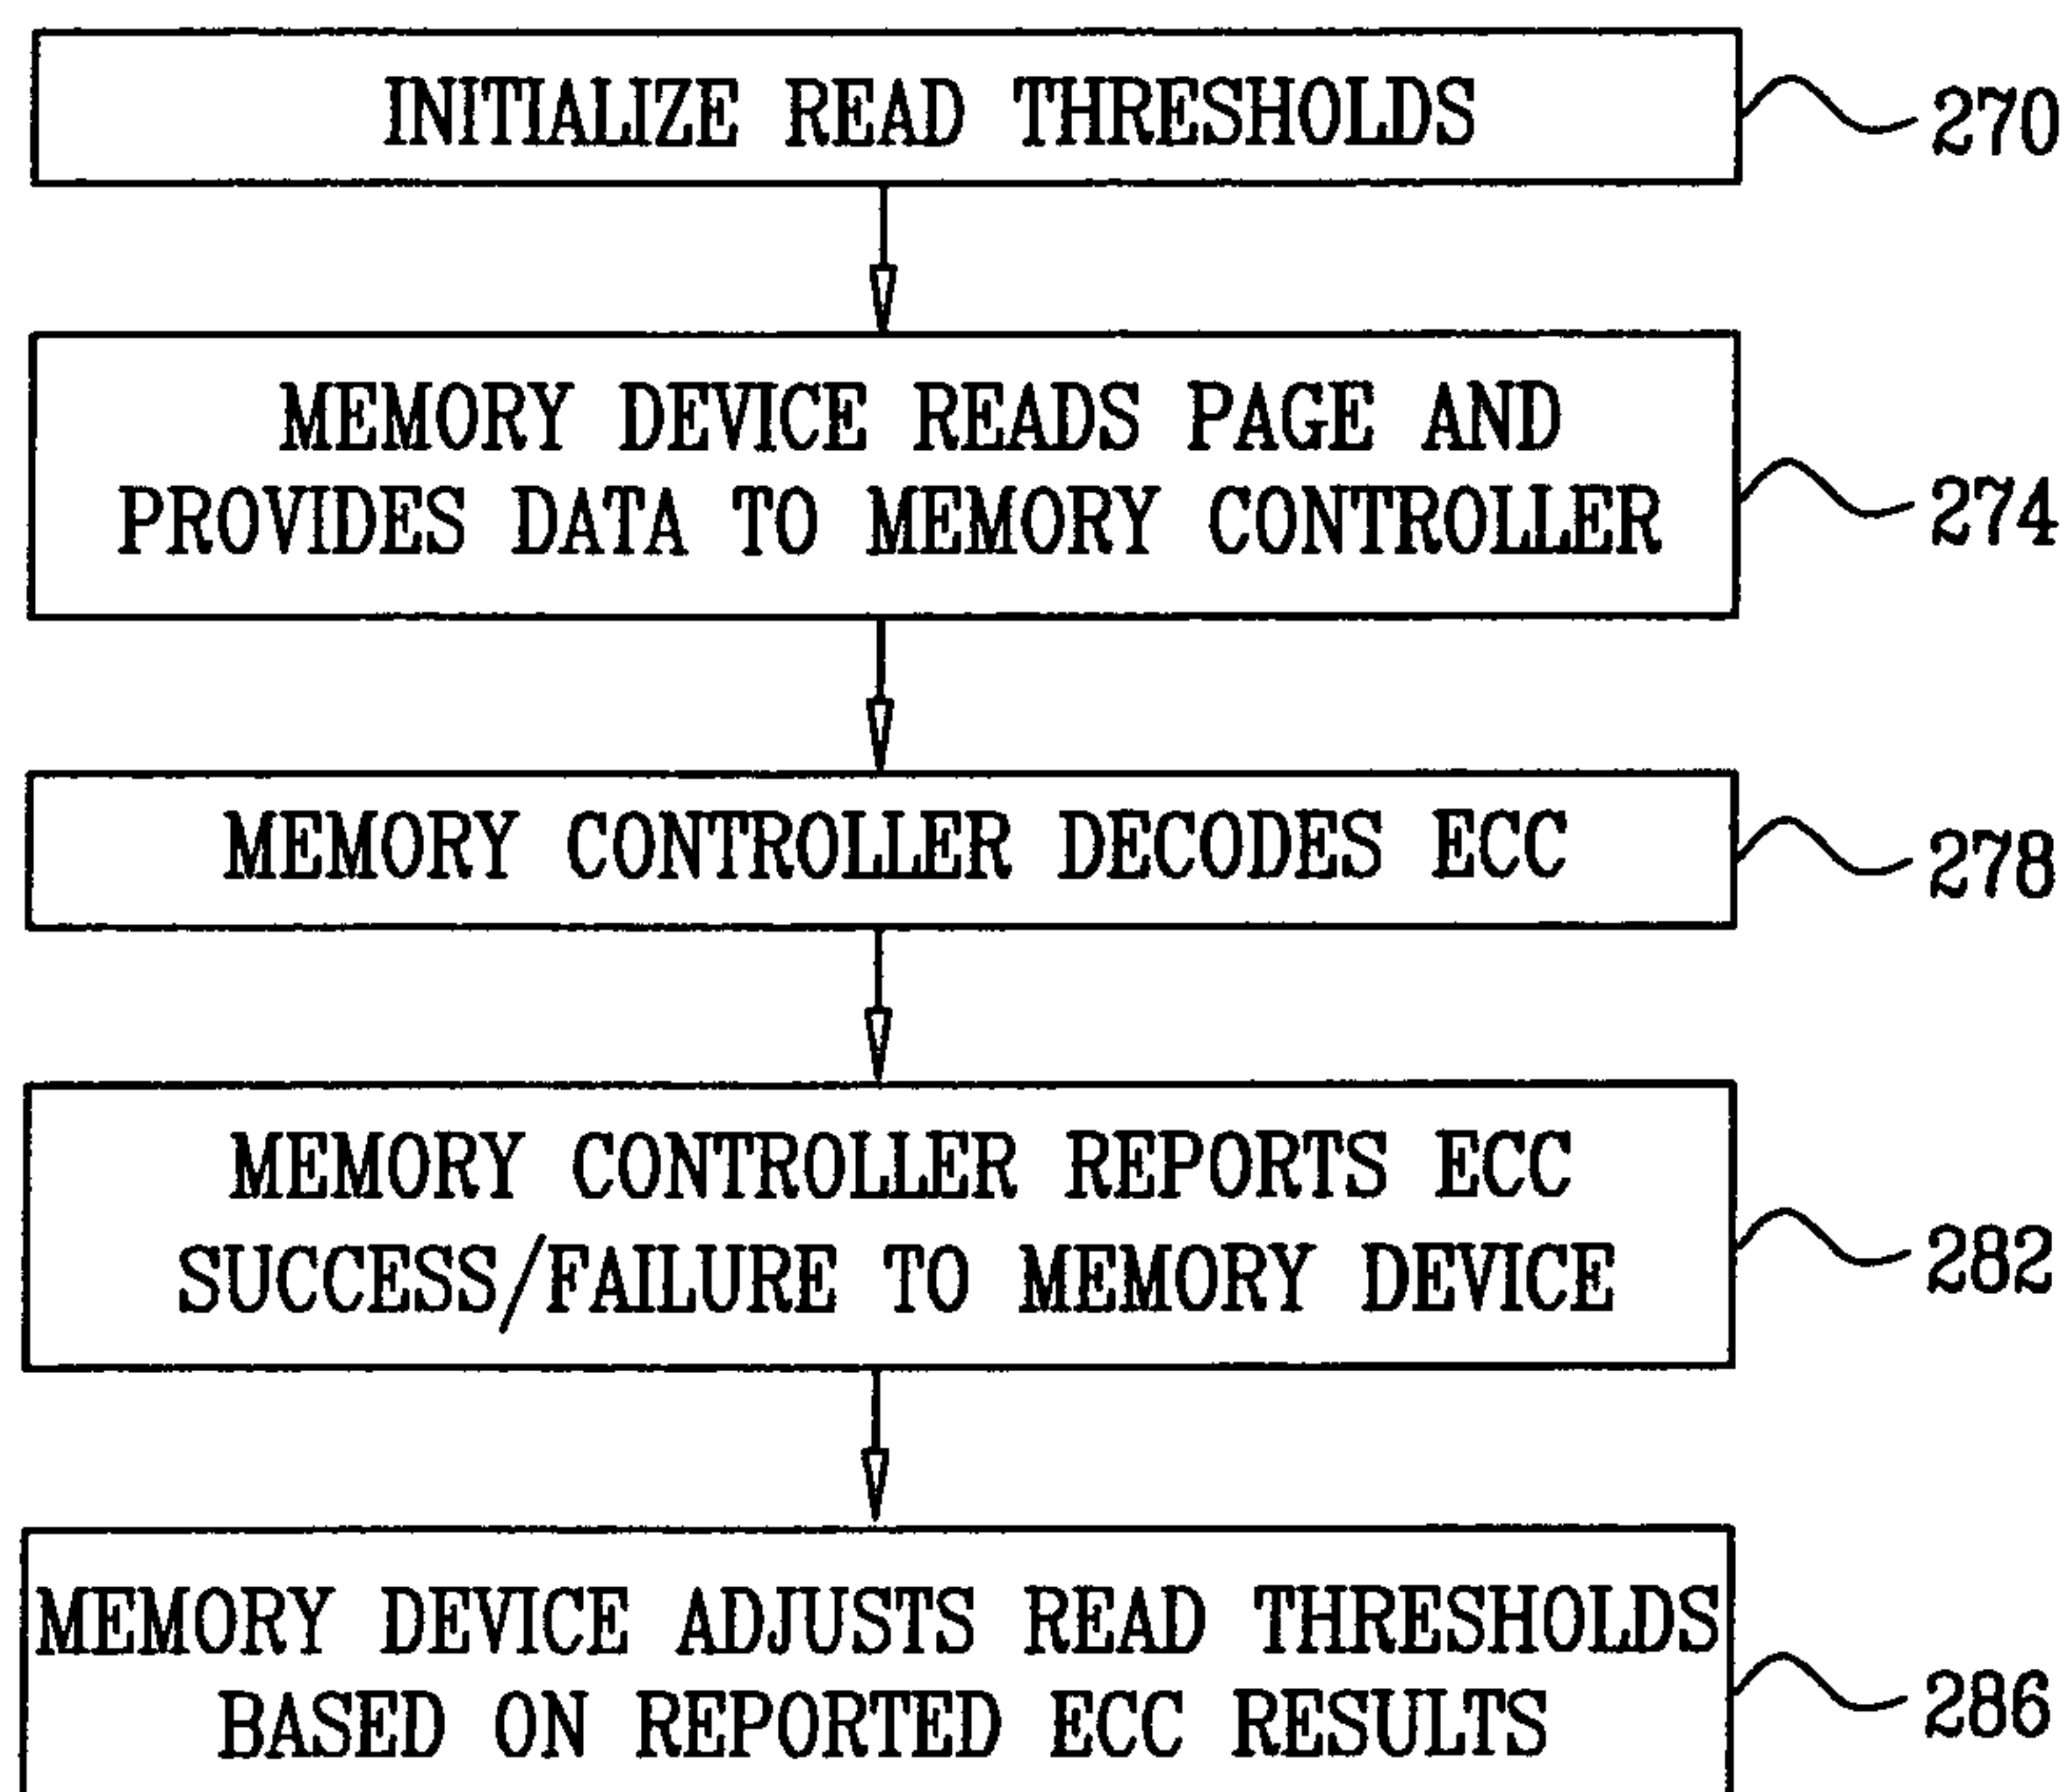 INITIALIZE READ THRESHOLDS
270
MEMORY DEVICE READS PAGE AND
PROVIDES DATA TO MEMORY CONTROLLER
274
MEMORY CONTROLLER DECODES ECC
278
MEMORY CONTROLLER REPORTS ECC
SUCCESS/FAILURE TO MEMORY DEVICE
282
MEMORY DEVICE ADJUSTS READ THRESHOLDS
BASED ON REPORTED ECC RESULTS
286